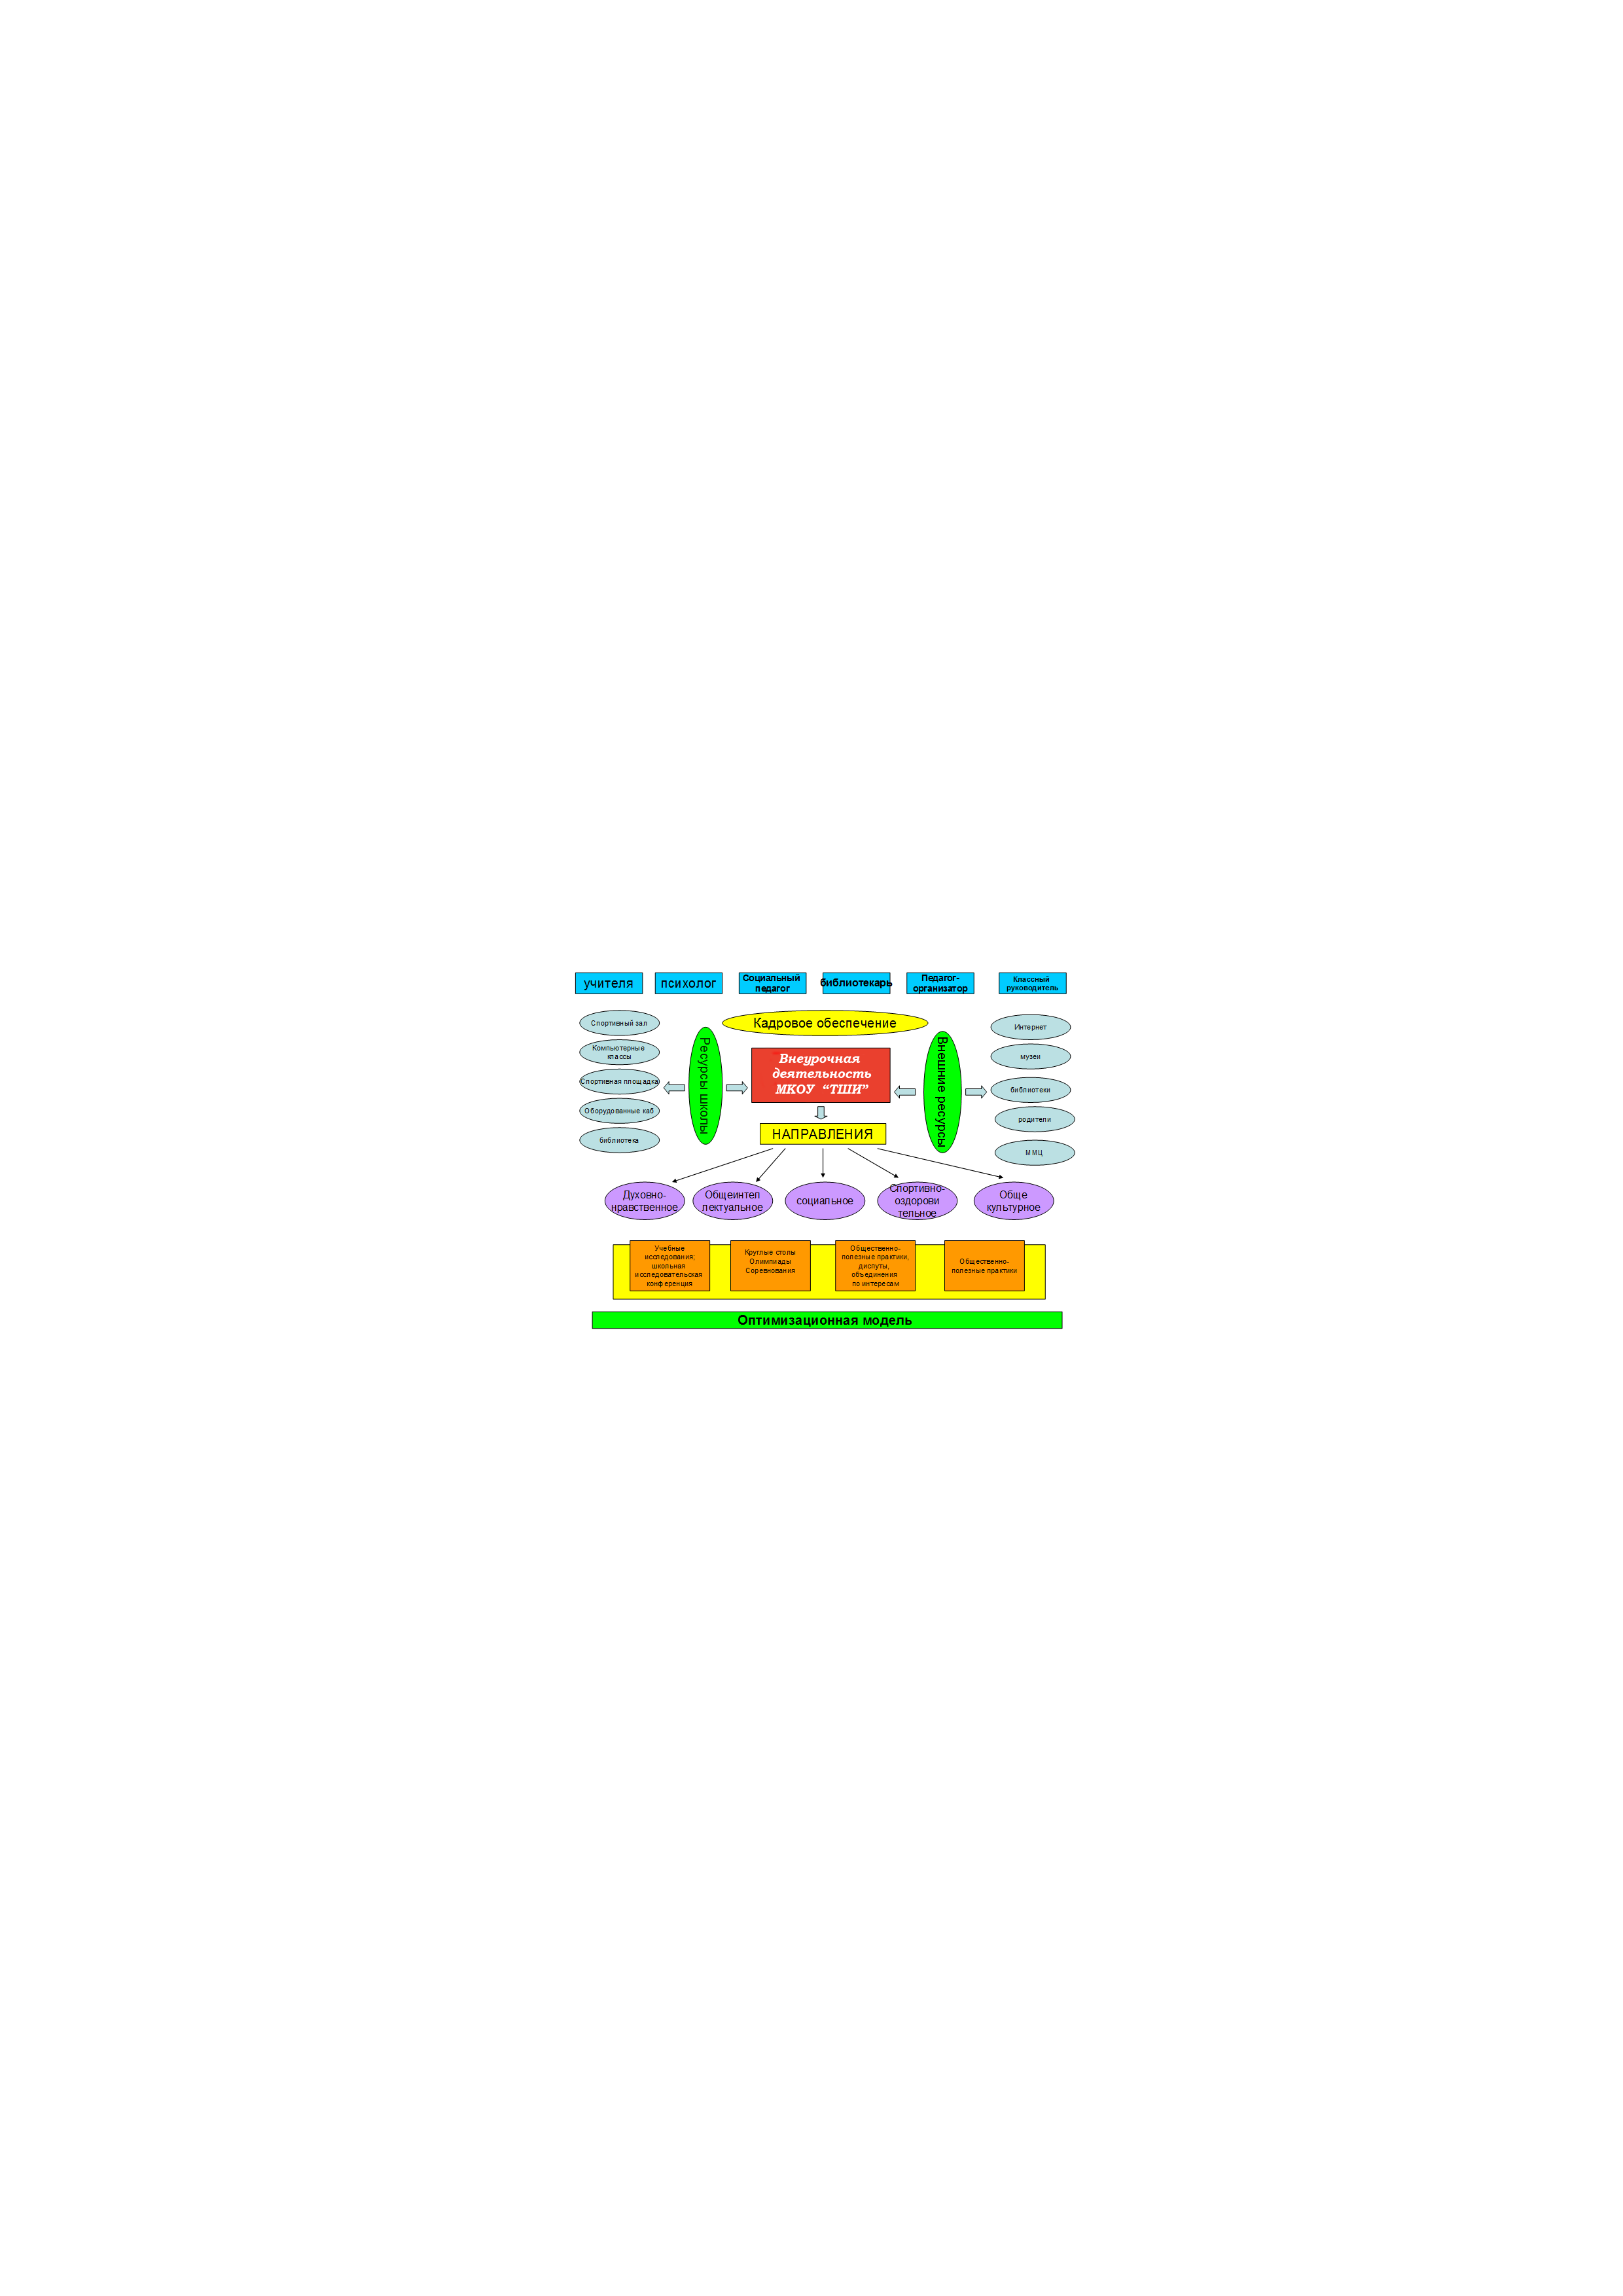 учителя
психолог
Социальный
педагог
библиотекарь
Педагог-
организатор
Классный
руководитель
Кадровое обеспечение
Спортивный зал
Компьютерные
классы
Спортивная площадка
Оборудованные каб
библиотека
Ресурсы школы
Внеурочная
деятельность
МКОУ “ТШИ”
НАПРАВЛЕНИЯ
Внешние ресурсы
Интернет
музеи
библиотеки
родители
ММЦ
Духовно-
нравственное
Общеинтел
лектуальное
социальное
Спортивно-
оздорови
тельное
Обще
культурное
Учебные
исследования;
школьная
исследовательская
конференция
Круглые столы
Олимпиады
Соревнования
Общественно-
полезные практики,
диспуты,
объединения
по интересам
Общественно-
полезные практики
Оптимизационная модель